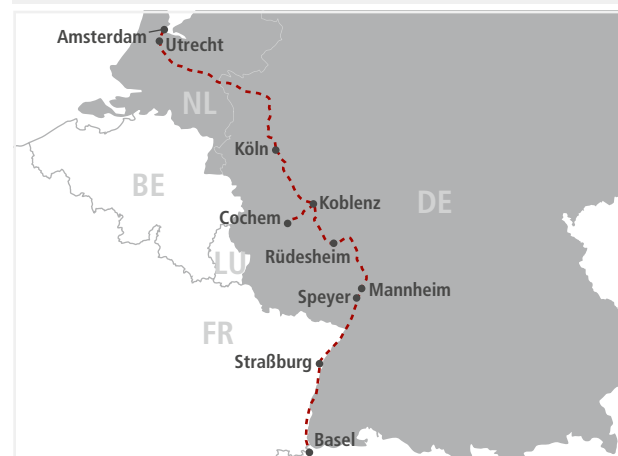 Amsterdam
Utrecht
NL
Köln
BE
Koblenz
DE
Cochem
Rüdesheim
LU
Mannheim
Speyer
FR
Straßburg
Basel